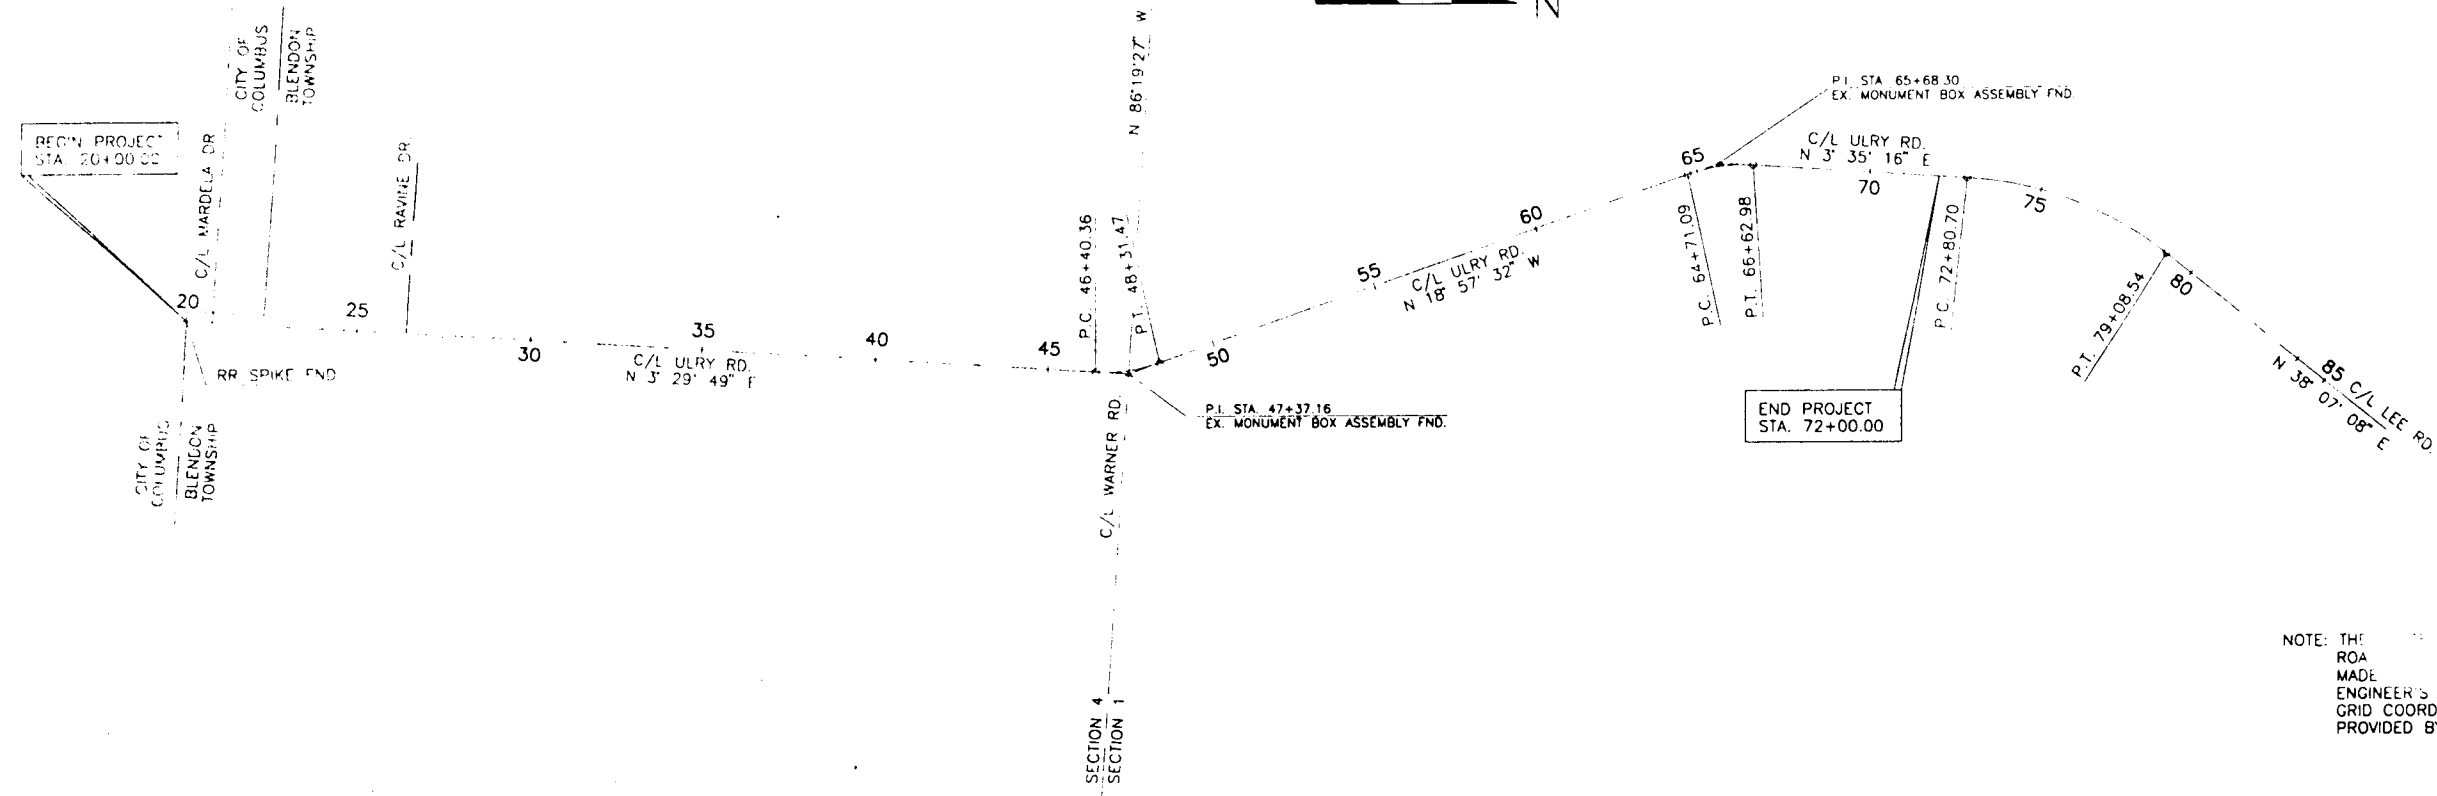 N
CITY OF
COLUMBUS
BLENDON
TOWNSHIP
N 86°19'27" W
P.I. STA. 65+68.30
EX. MONUMENT BOX ASSEMBLY FND.
BEGIN PROJECT
STA. 20+00.00
C/L MARDELA DR
C/L RAVINE DR.
C/L ULRY RD.
N 3° 35' 16" E
65
70
75
80
85 C/L LEE RD.
N 38° 07' 08" E
P.C. 64+71.09
P.T. 66+62.98
P.C. 72+80.70
P.T. 79+08.54
60
55
C/L ULRY RD.
N 18° 57' 32" W
50
P.C. 46+40.36
P.T. 48+31.47
20
25
30
35
40
45
C/L ULRY RD.
N 3° 29' 49" E
RR SPIKE FND
P.I. STA. 47+37.16
EX. MONUMENT BOX ASSEMBLY FND.
END PROJECT
STA. 72+00.00
CITY OF
COLUMBUS
BLENDON
TOWNSHIP
C/L WARNER RD.
SECTION 4
SECTION 1
NOTE:
MADE
ENGINEER'S
GRID COORD
PROVIDED